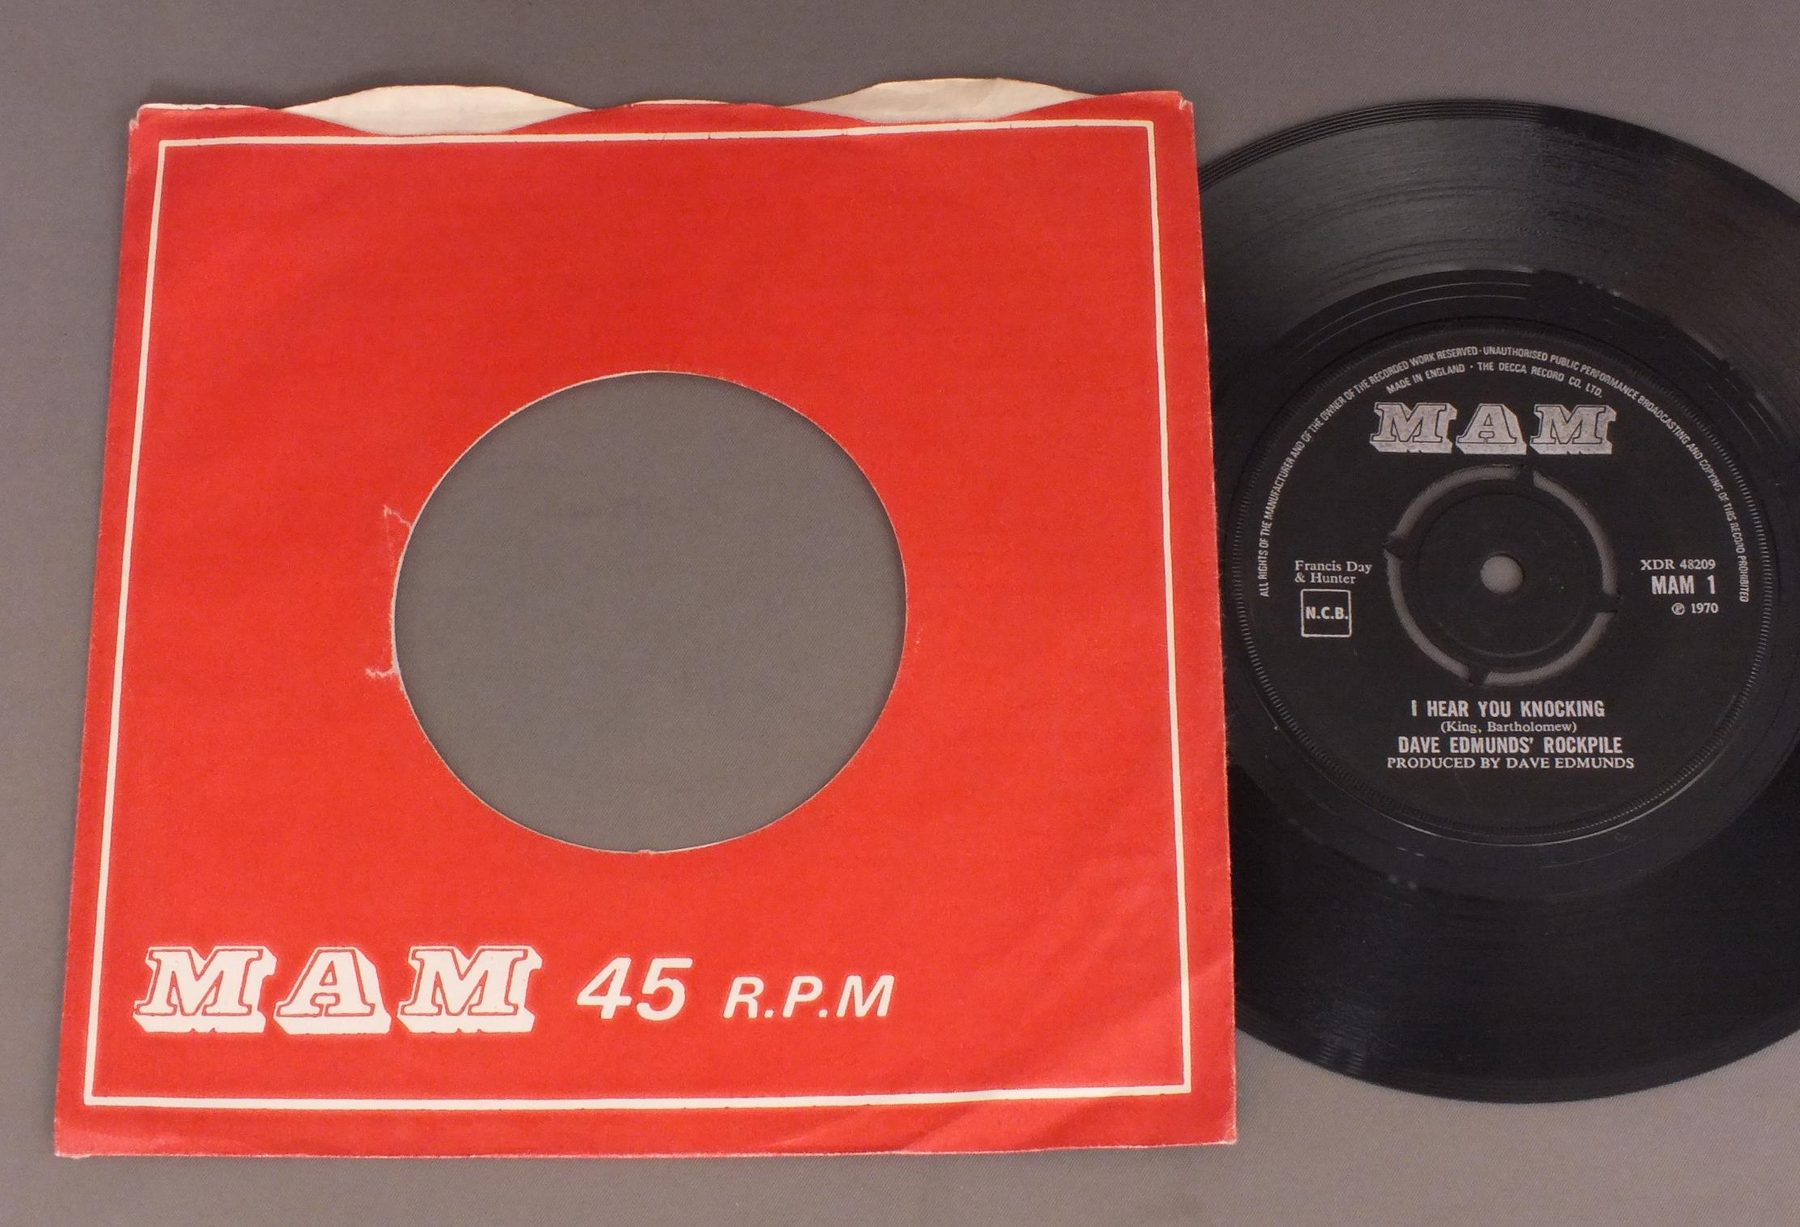 MAM 45 R.P.M
ALL RIGHTS OF THE MANUFACTURER AND OF THE OWNER OF THE RECORDED WORK RESERVED · UNAUTHORISED PUBLIC PERFORMANCE BROADCASTING AND COPYING OF THIS RECORD PROHIBITED
MADE IN ENGLAND · THE DECCA RECORD CO. LTD.
MAM
Francis Day
& Hunter
N.C.B.
XDR 48209
MAM 1
℗ 1970
I HEAR YOU KNOCKING
(King, Bartholomew)
DAVE EDMUNDS' ROCKPILE
PRODUCED BY DAVE EDMUNDS